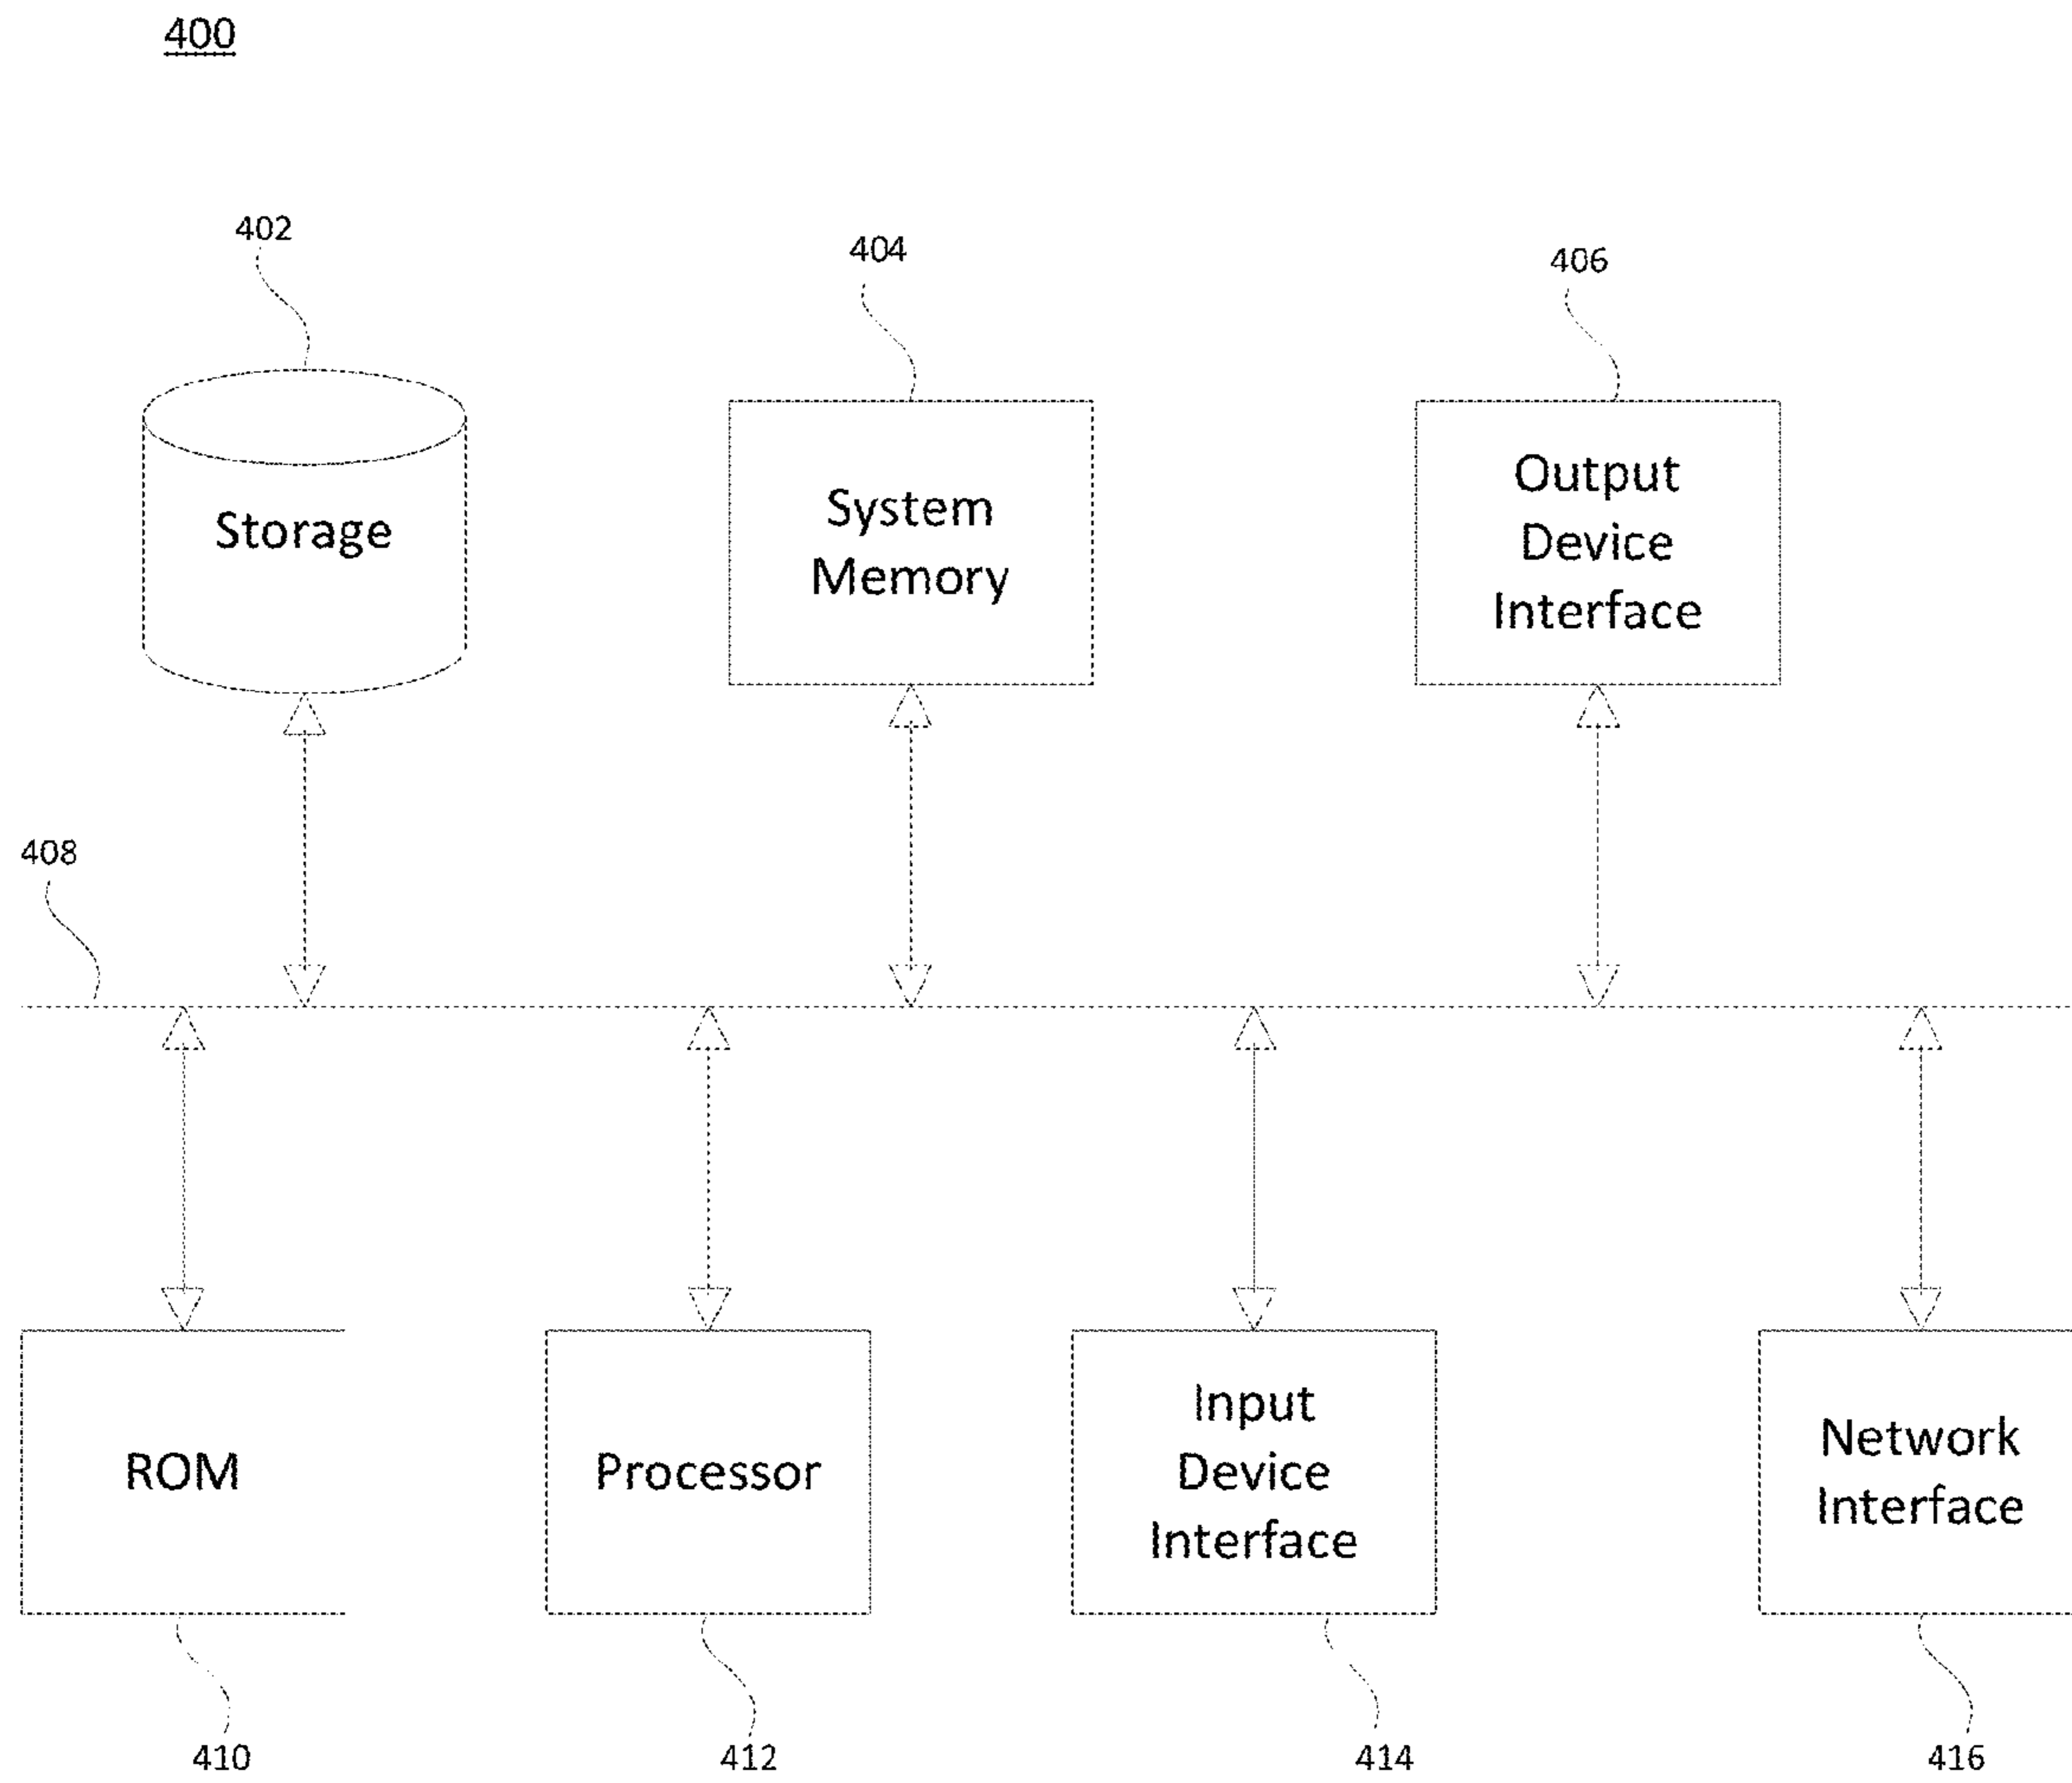 400
402
404
406
Storage
System
Memory
Output
Device
Interface
408
ROM
Processor
Input
Device
Interface
Network
Interface
410
412
414
416